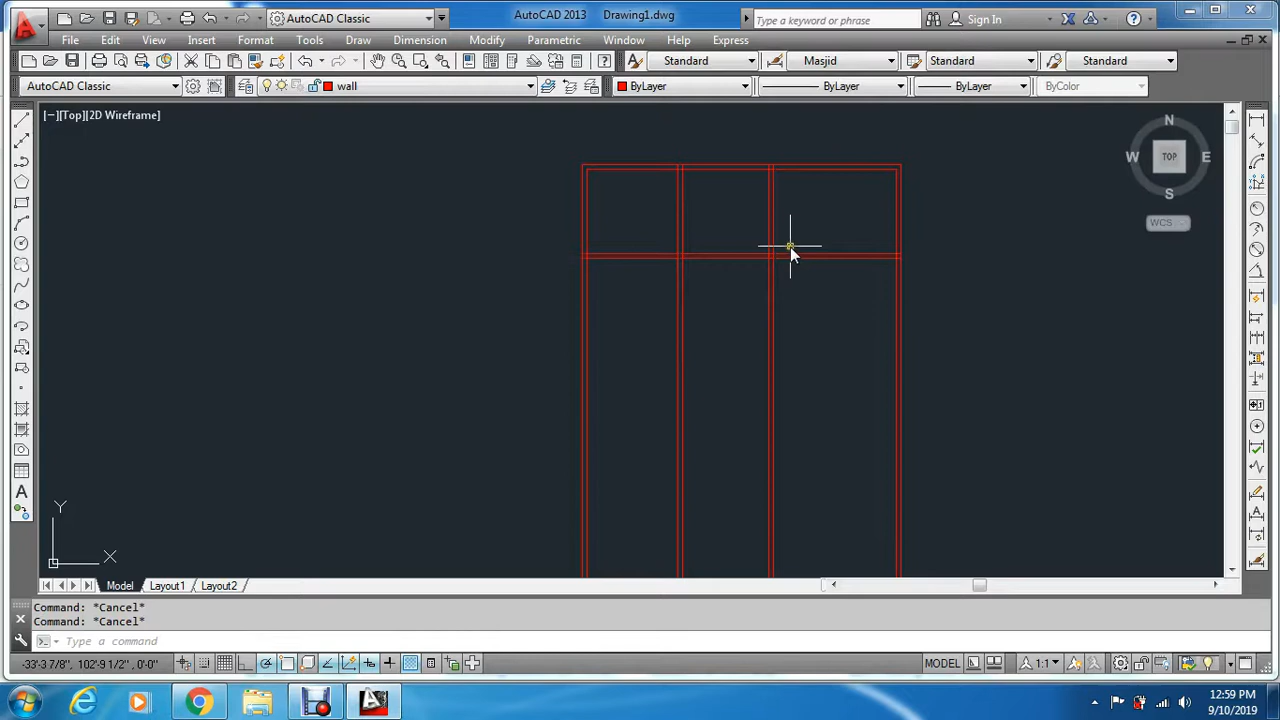 AutoCAD Classic
AutoCAD 2013 Drawing1.dwg
Type a keyword or phrase
Sign In
File Edit View Insert Format Tools Draw Dimension Modify Parametric Window Help Express
Standard Masjid Standard Standard
AutoCAD Classic wall ByLayer ByLayer ByLayer ByColor
[−][Top][2D Wireframe]
N
W TOP E
S
WCS
Y
X
Model Layout1 Layout2
Command: *Cancel*
Command: *Cancel*
Type a command
-33'-3 7/8", 102'-9 1/2", 0'-0"
MODEL 1:1
12:59 PM
9/10/2019